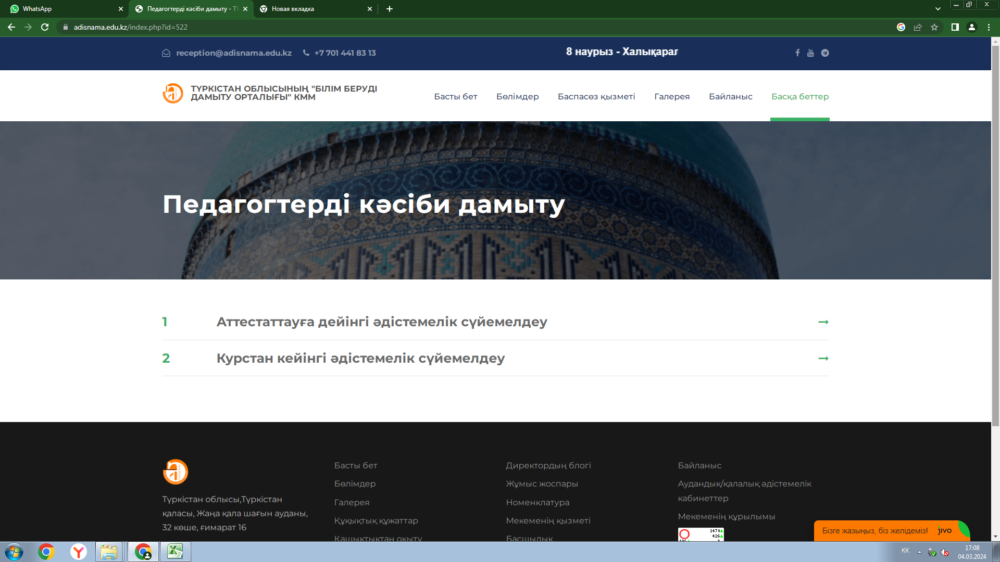 WhatsApp
Педагогтерді кәсіби дамыту - ТҮ
Новая вкладка
adisnama.edu.kz/index.php?id=522
reception@adisnama.edu.kz
+7 701 441 83 13
8 наурыз - Халықарал
ТҮРКІСТАН ОБЛЫСЫНЫҢ "БІЛІМ БЕРУДІ
ДАМЫТУ ОРТАЛЫҒЫ" КММ
Басты бет
Бөлімдер
Баспасөз қызметі
Галерея
Байланыс
Басқа беттер
Педагогтерді кәсіби дамыту
1 Аттестаттауға дейінгі әдістемелік сүйемелдеу
2 Курстан кейінгі әдістемелік сүйемелдеу
Түркістан облысы,Түркістан
қаласы, Жаңа қала шағын ауданы,
32 көше, ғимарат 16
Басты бет
Бөлімдер
Галерея
Құқықтық құжаттар
Қашықтықтан оқыту
Директордың блогі
Жұмыс жоспары
Номенклатура
Мекеменің қызметі
Басшылық
Байланыс
Аудандық/қалалық әдістемелік
кабинеттер
Мекеменің құрылымы
1470
426
Бізге жазыңыз, біз желідеміз!
jivo
KK
17:08
04.03.2024